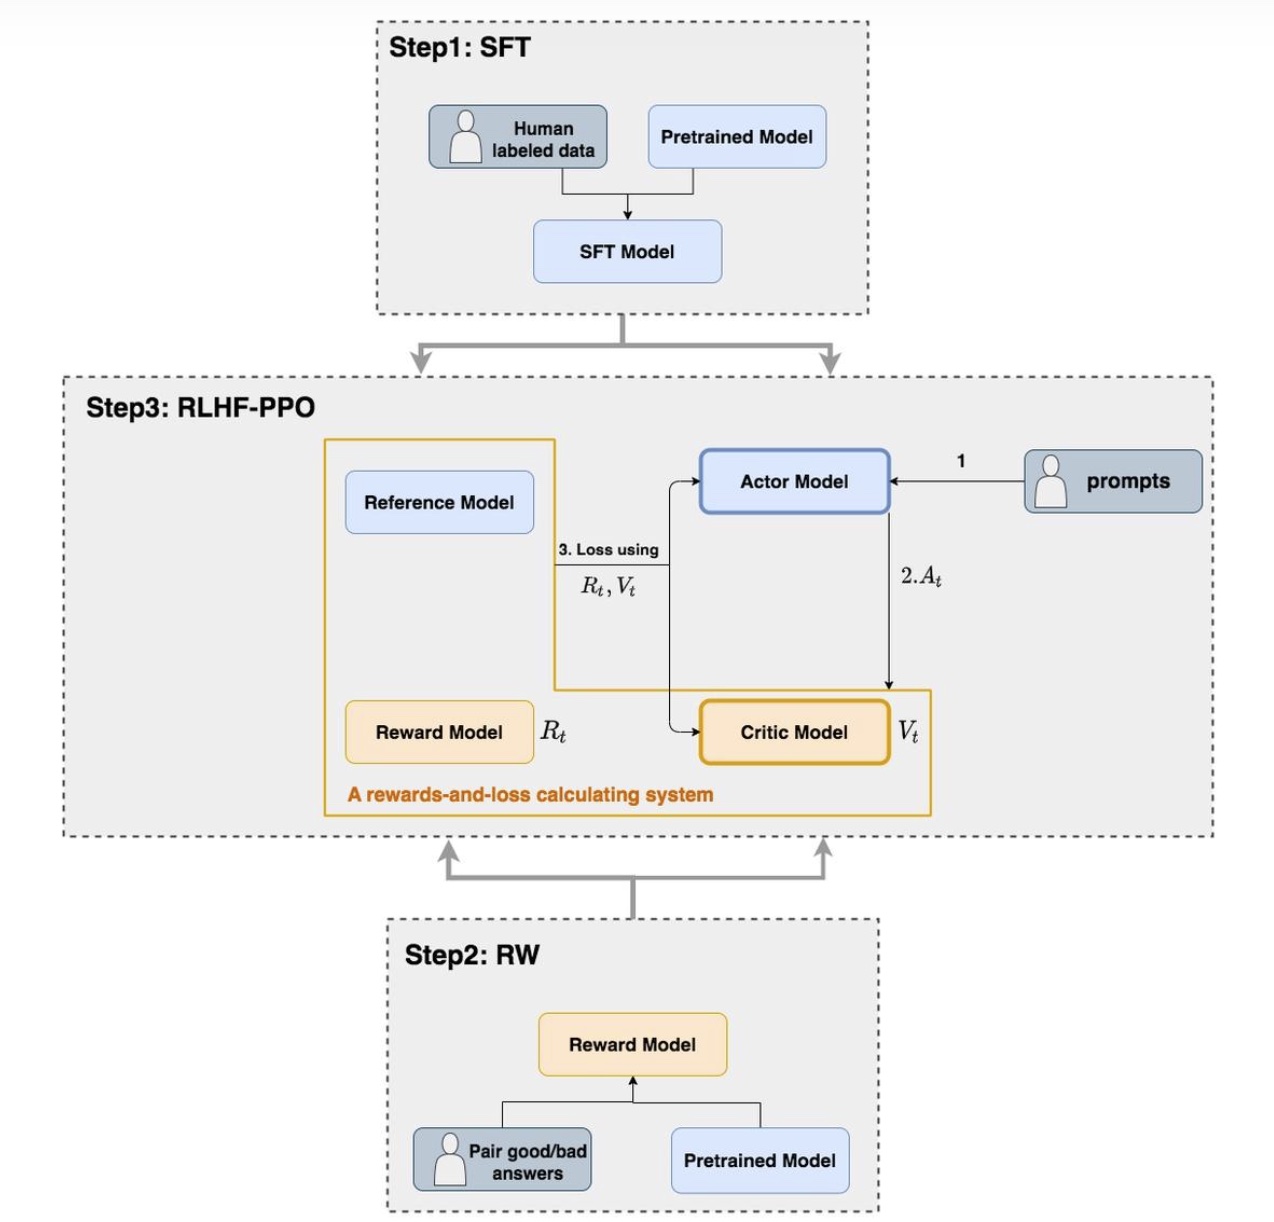 Step1: SFT
Human
labeled data
Pretrained Model
SFT Model
Step3: RLHF-PPO
Reference Model
Actor Model
1
prompts
3. Loss using
R_t, V_t
2.A_t
Reward Model
R_t
Critic Model
V_t
A rewards-and-loss calculating system
Step2: RW
Reward Model
Pair good/bad
answers
Pretrained Model